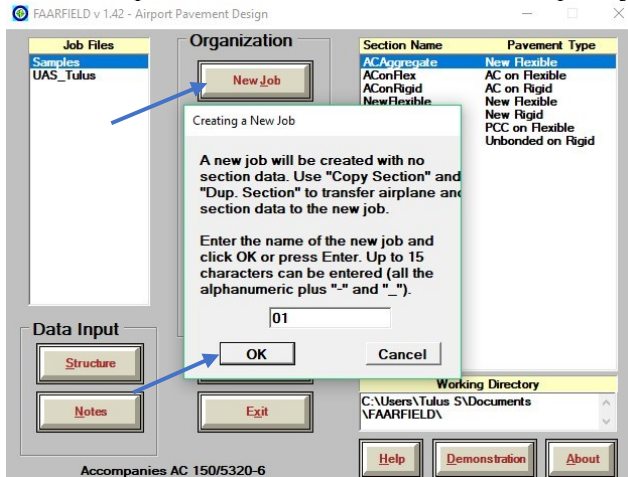 FAARFIELD v 1.42 - Airport Pavement Design
Job Files
Samples
UAS_Tulus
Organization
New Job
Section Name Pavement Type
ACAggregate New Flexible
AConFlex AC on Flexible
AConRigid AC on Rigid
NewFlexible New Flexible
New Rigid
PCC on Flexible
Unbonded on Rigid
Creating a New Job
A new job will be created with no
section data. Use "Copy Section" and
"Dup. Section" to transfer airplane and
section data to the new job.
Enter the name of the new job and
click OK or press Enter. Up to 15
characters can be entered (all the
alphanumeric plus "-" and "_").
01
OK Cancel
Data Input
Structure
Notes
Exit
Working Directory
C:\Users\Tulus S\Documents
\FAARFIELD\
Help Demonstration About
Accompanies AC 150/5320-6